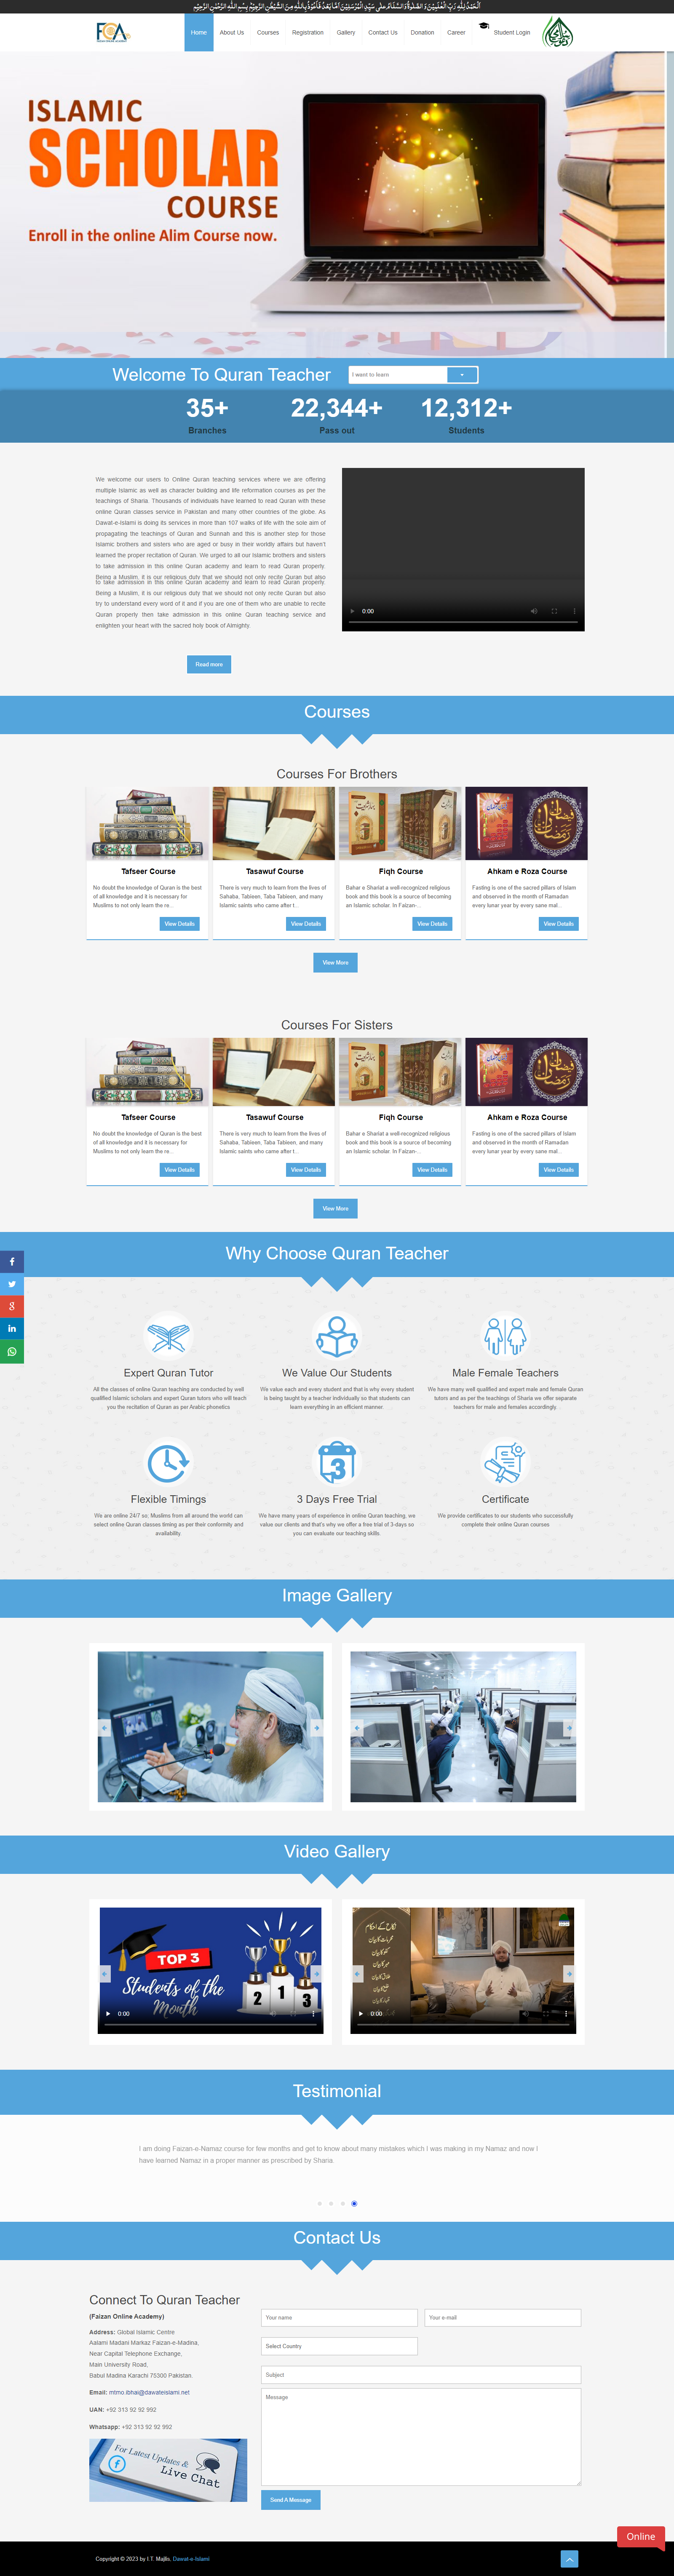 اَلْحَمْدُ لِلّٰهِ رَبِّ الْعٰلَمِیْنَ وَ الصَّلٰوۃُ وَالسَّلَامُ عَلٰی سَیِّدِ الْمُرْسَلِیْنَ اَمَّا بَعْدُ فَاَعُوْذُ بِاللّٰهِ مِنَ الشَّیْطٰنِ الرَّجِیْمِ بِسْمِ اللّٰهِ الرَّحْمٰنِ الرَّحِیْمِ
Home About Us Courses Registration Gallery Contact Us Donation Career Student Login
ISLAMIC
SCHOLAR
COURSE
Enroll in the online Alim Course now.
Welcome To Quran Teacher
I want to learn
35+ 22,344+ 12,312+
Branches Pass out Students
We welcome our users to Online Quran teaching services where we are offering
multiple Islamic as well as character building and life reformation courses as per the
teachings of Sharia. Thousands of individuals have learned to read Quran with these
online Quran classes service in Pakistan and many other countries of the globe. As
Dawat-e-Islami is doing its services in more than 107 walks of life with the sole aim of
propagating the teachings of Quran and Sunnah and this is another step for those
Islamic brothers and sisters who are aged or busy in their worldly affairs but haven't
learned the proper recitation of Quran. We urged to all our Islamic brothers and sisters
to take admission in this online Quran academy and learn to read Quran properly.
Being a Muslim, it is our religious duty that we should not only recite Quran but also
to take admission in this online Quran academy and learn to read Quran properly.
Being a Muslim, it is our religious duty that we should not only recite Quran but also
try to understand every word of it and if you are one of them who are unable to recite
Quran properly then take admission in this online Quran teaching service and
enlighten your heart with the sacred holy book of Almighty.
0:00
Read more
Courses
Courses For Brothers
Tafseer Course
No doubt the knowledge of Quran is the best
of all knowledge and it is necessary for
Muslims to not only learn the re...
View Details
Tasawuf Course
There is very much to learn from the lives of
Sahaba, Tabieen, Taba Tabieen, and many
Islamic saints who came after t...
View Details
Fiqh Course
Bahar e Shariat a well-recognized religious
book and this book is a source of becoming
an Islamic scholar. In Faizan-...
View Details
Ahkam e Roza Course
Fasting is one of the sacred pillars of Islam
and observed in the month of Ramadan
every lunar year by every sane mal...
View Details
View More
Courses For Sisters
Tafseer Course
No doubt the knowledge of Quran is the best
of all knowledge and it is necessary for
Muslims to not only learn the re...
View Details
Tasawuf Course
There is very much to learn from the lives of
Sahaba, Tabieen, Taba Tabieen, and many
Islamic saints who came after t...
View Details
Fiqh Course
Bahar e Shariat a well-recognized religious
book and this book is a source of becoming
an Islamic scholar. In Faizan-...
View Details
Ahkam e Roza Course
Fasting is one of the sacred pillars of Islam
and observed in the month of Ramadan
every lunar year by every sane mal...
View Details
View More
Why Choose Quran Teacher
Expert Quran Tutor
All the classes of online Quran teaching are conducted by well
qualified Islamic scholars and expert Quran tutors who will teach
you the recitation of Quran as per Arabic phonetics
We Value Our Students
We value each and every student and that is why every student
is being taught by a teacher individually so that students can
learn everything in an efficient manner.
Male Female Teachers
We have many well qualified and expert male and female Quran
tutors and as per the teachings of Sharia we offer separate
teachers for male and females accordingly.
Flexible Timings
We are online 24/7 so, Muslims from all around the world can
select online Quran classes timing as per their conformity and
availability.
3
3 Days Free Trial
We have many years of experience in online Quran teaching, we
value our clients and that's why we offer a free trial of 3-days so
you can evaluate our teaching skills.
Certificate
We provide certificates to our students who successfully
complete their online Quran courses
Image Gallery
Video Gallery
TOP 3
Students of the
Month
2 1 3
0:00
نکاح کے احکام
0:00
Testimonial
I am doing Faizan-e-Namaz course for few months and get to know about many mistakes which I was making in my Namaz and now I
have learned Namaz in a proper manner as prescribed by Sharia.
Contact Us
Connect To Quran Teacher
(Faizan Online Academy)
Address: Global Islamic Centre
Aalami Madani Markaz Faizan-e-Madina,
Near Capital Telephone Exchange,
Main University Road,
Babul Madina Karachi 75300 Pakistan.
Email: mtmo.ibhai@dawateislami.net
UAN: +92 313 92 92 992
Whatsapp: +92 313 92 92 992
For Latest Updates &
Live Chat
Your name
Your e-mail
Select Country
Subject
Message
Send A Message
Online
Copyright © 2023 by I.T. Majlis, Dawat-e-Islami